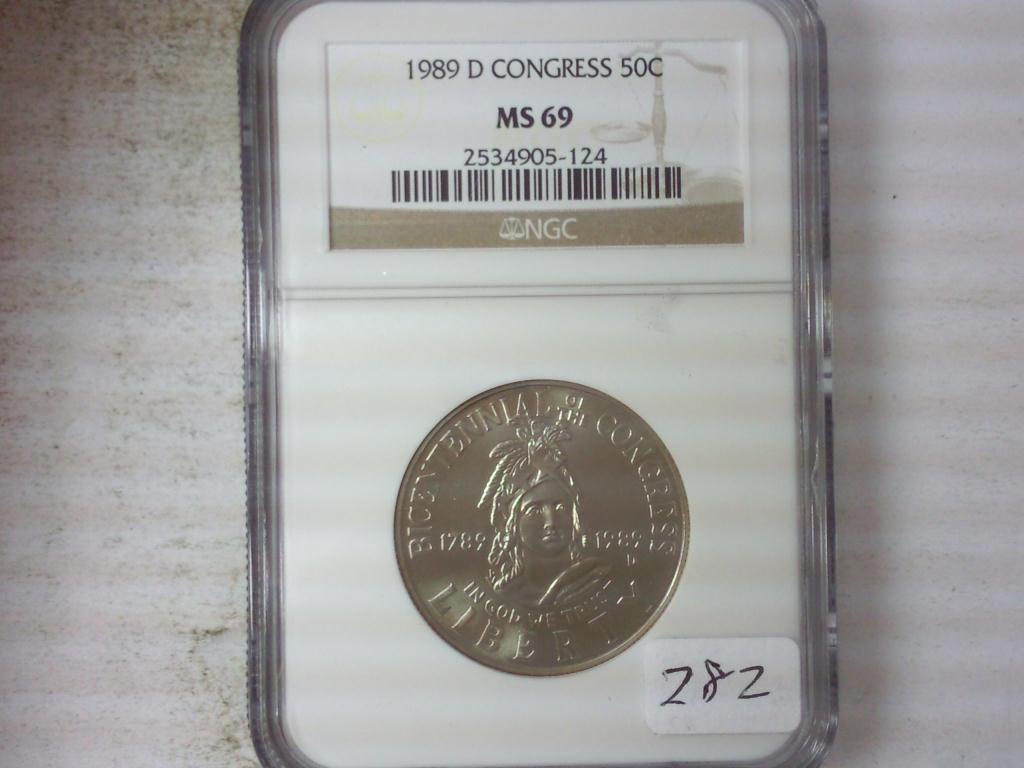 1989 D CONGRESS 50C
MS 69
2534905-124
NGC
BICENTENNIAL OF THE CONGRESS
1789 1989
D
IN GOD WE TRUST
LIBERTY
282